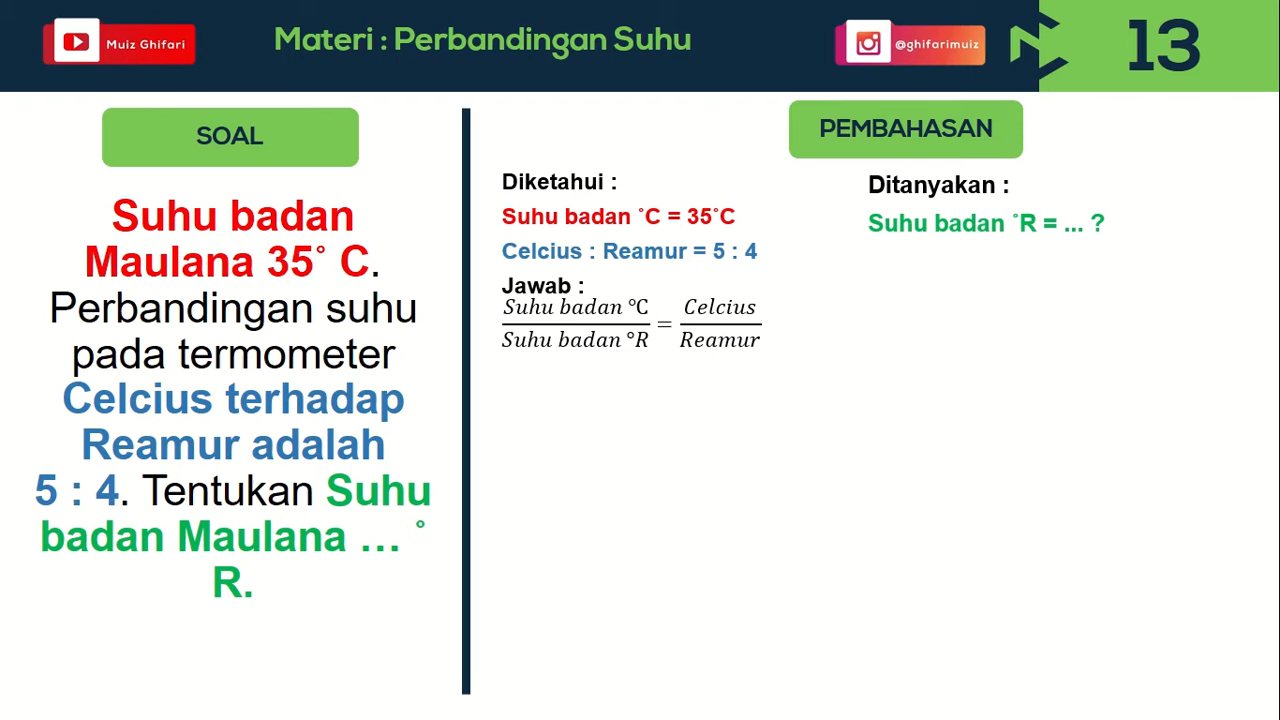 Muiz Ghifari
Materi : Perbandingan Suhu
@ghifarimuiz
13
SOAL
Suhu badan
Maulana 35˚ C.
Perbandingan suhu
pada termometer
Celcius terhadap
Reamur adalah
5 : 4. Tentukan Suhu
badan Maulana … ˚
R.
PEMBAHASAN
Diketahui :
Suhu badan ˚C = 35˚C
Celcius : Reamur = 5 : 4
Ditanyakan :
Suhu badan ˚R = ... ?
Jawab :
Suhu badan °C / Suhu badan °R = Celcius / Reamur